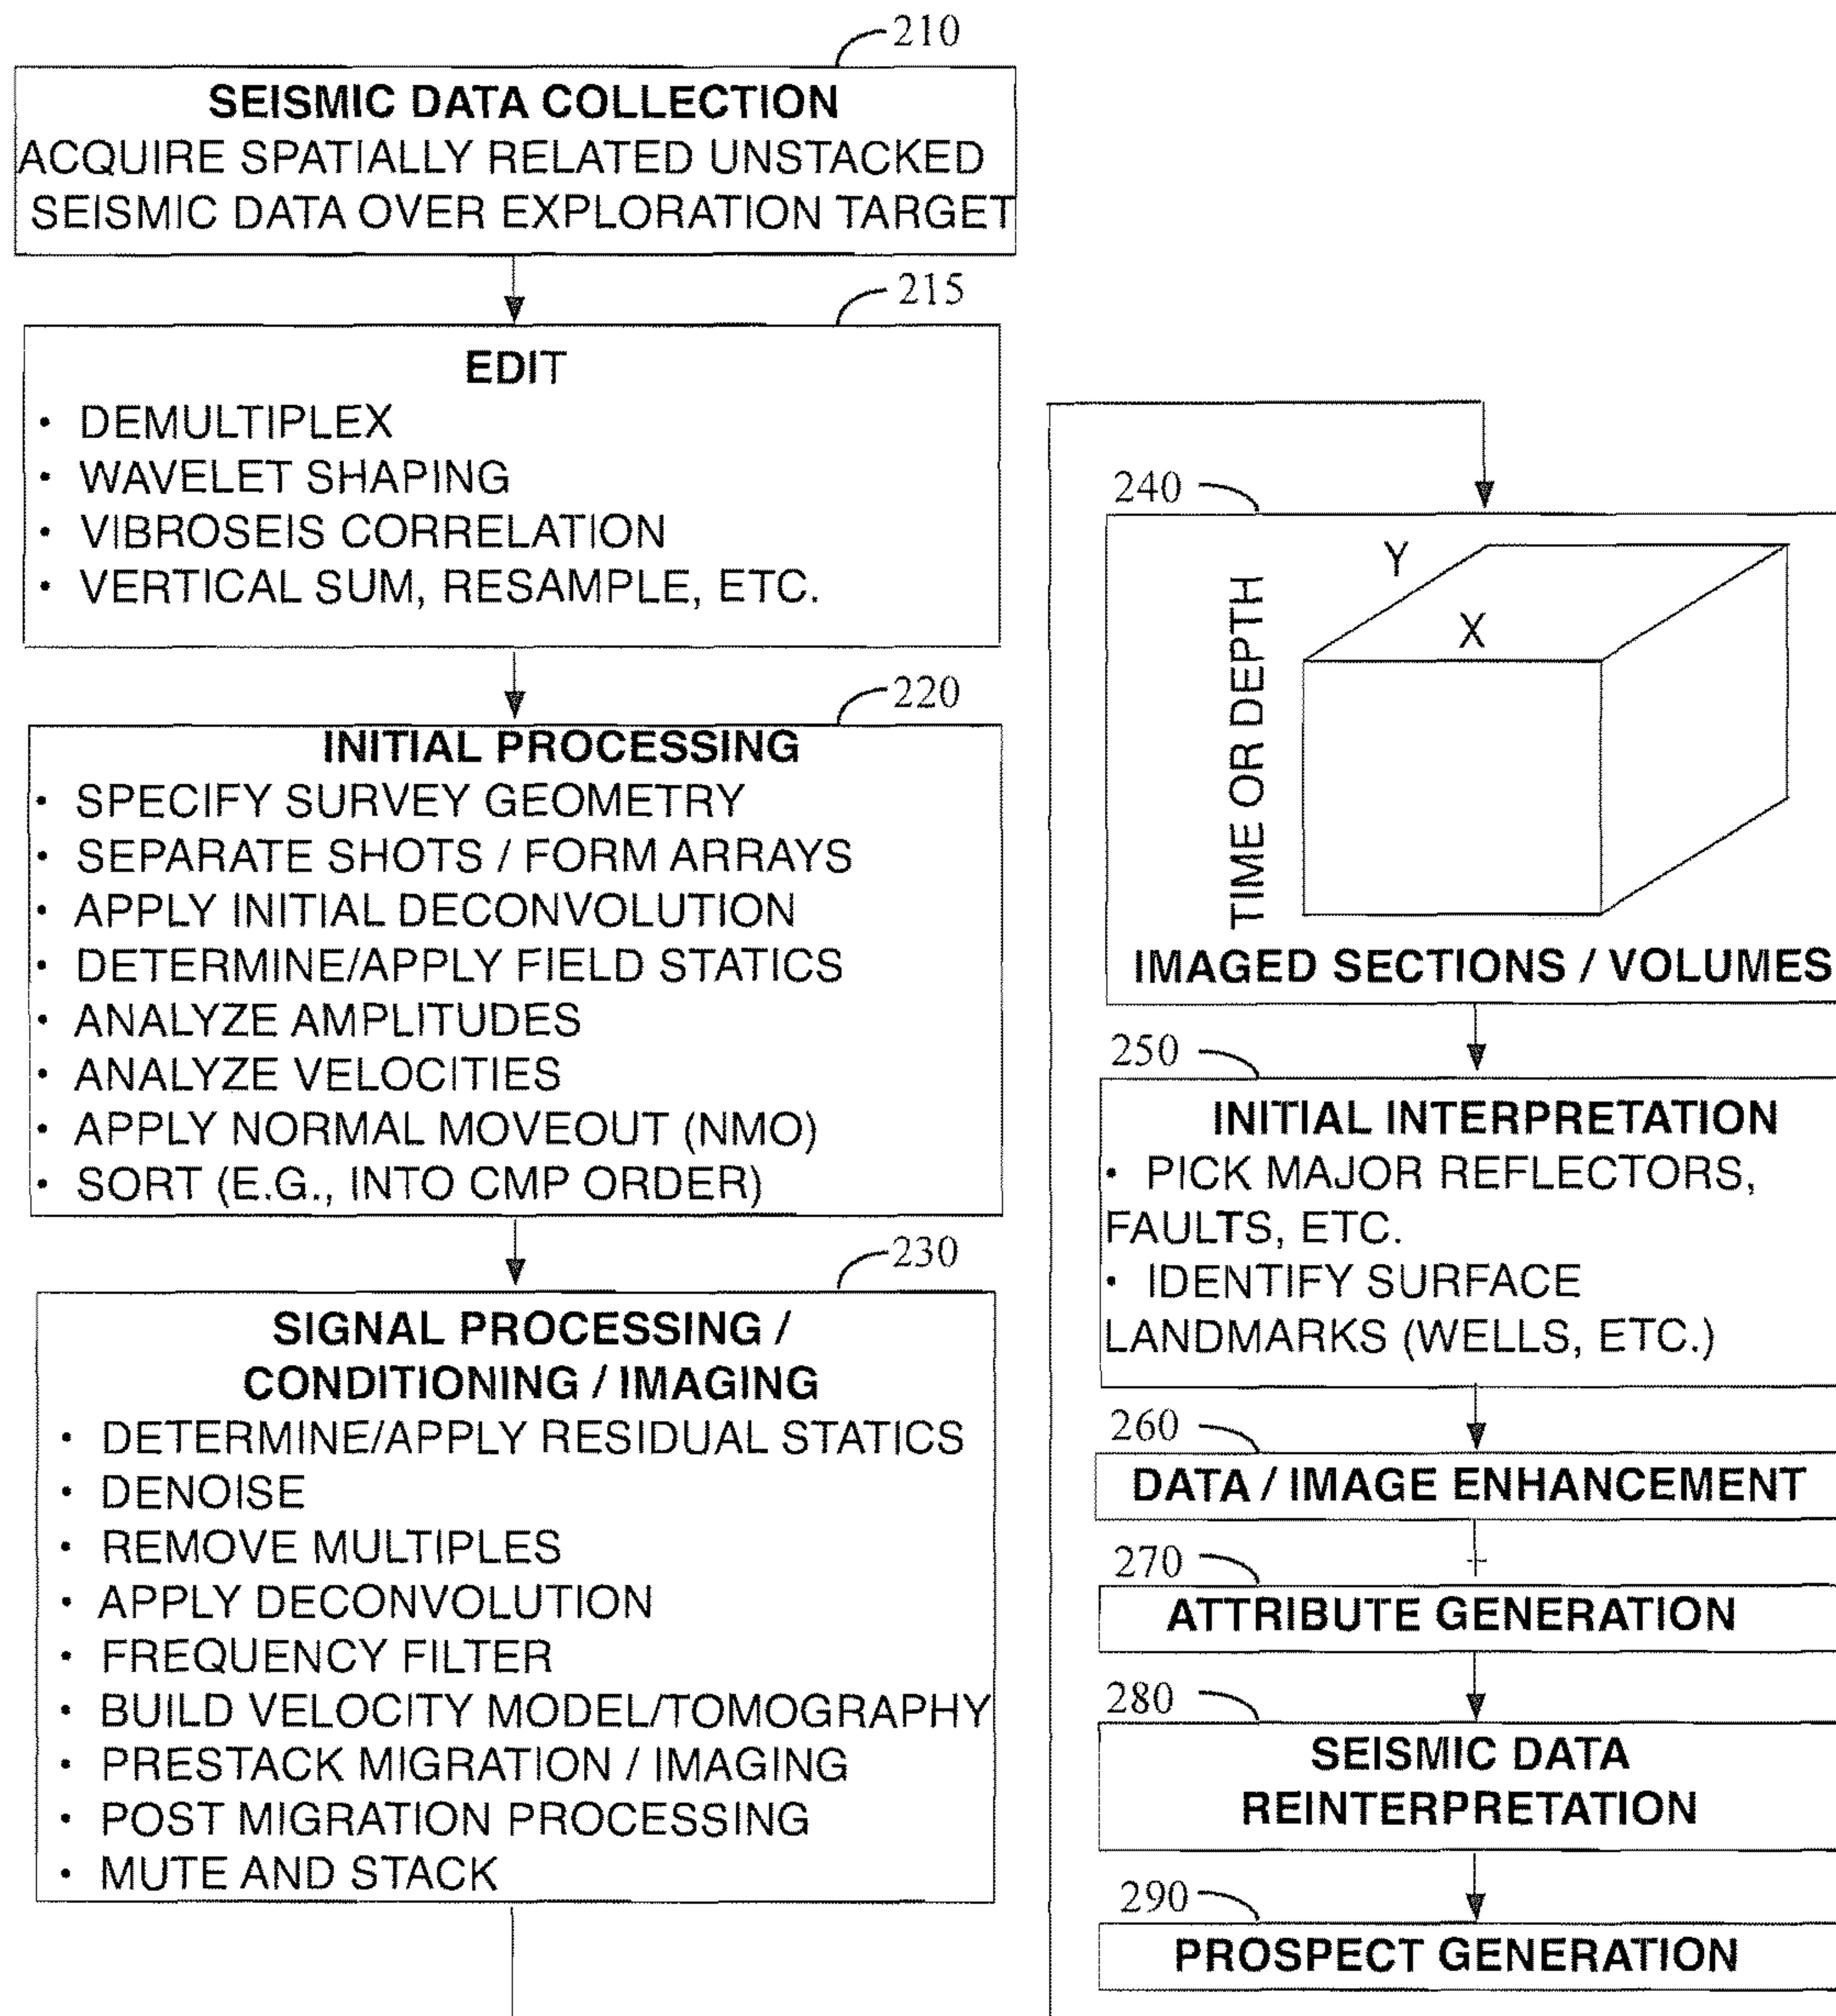 210
SEISMIC DATA COLLECTION
ACQUIRE SPATIALLY RELATED UNSTACKED
SEISMIC DATA OVER EXPLORATION TARGET
215
EDIT
• DEMULTIPLEX
• WAVELET SHAPING
• VIBROSEIS CORRELATION
• VERTICAL SUM, RESAMPLE, ETC.
220
INITIAL PROCESSING
• SPECIFY SURVEY GEOMETRY
• SEPARATE SHOTS / FORM ARRAYS
• APPLY INITIAL DECONVOLUTION
• DETERMINE/APPLY FIELD STATICS
• ANALYZE AMPLITUDES
• ANALYZE VELOCITIES
• APPLY NORMAL MOVEOUT (NMO)
• SORT (E.G., INTO CMP ORDER)
230
SIGNAL PROCESSING /
CONDITIONING / IMAGING
• DETERMINE/APPLY RESIDUAL STATICS
• DENOISE
• REMOVE MULTIPLES
• APPLY DECONVOLUTION
• FREQUENCY FILTER
• BUILD VELOCITY MODEL/TOMOGRAPHY
• PRESTACK MIGRATION / IMAGING
• POST MIGRATION PROCESSING
• MUTE AND STACK
240
Y
X
TIME OR DEPTH
IMAGED SECTIONS / VOLUMES
250
INITIAL INTERPRETATION
• PICK MAJOR REFLECTORS,
FAULTS, ETC.
• IDENTIFY SURFACE
LANDMARKS (WELLS, ETC.)
260
DATA / IMAGE ENHANCEMENT
270
ATTRIBUTE GENERATION
280
SEISMIC DATA
REINTERPRETATION
290
PROSPECT GENERATION